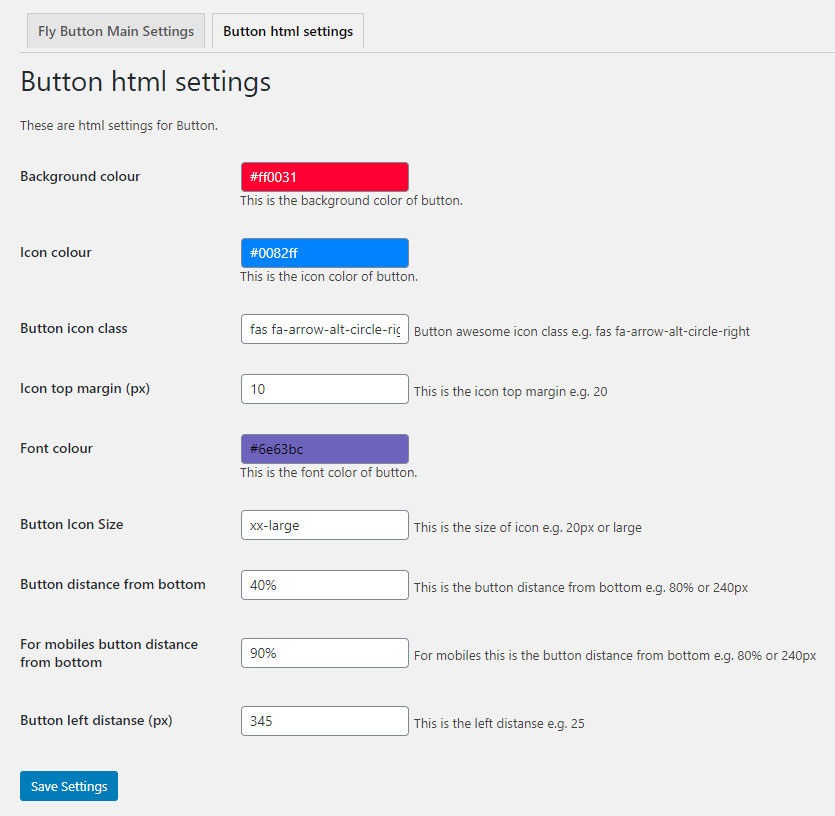 Fly Button Main Settings
Button html settings
Button html settings
These are html settings for Button.
Background colour
#ff0031
This is the background color of button.
Icon colour
#0082ff
This is the icon color of button.
Button icon class
fas fa-arrow-alt-circle-rig
Button awesome icon class e.g. fas fa-arrow-alt-circle-right
Icon top margin (px)
10
This is the icon top margin e.g. 20
Font colour
#6e63bc
This is the font color of button.
Button Icon Size
xx-large
This is the size of icon e.g. 20px or large
Button distance from bottom
40%
This is the button distance from bottom e.g. 80% or 240px
For mobiles button distance
from bottom
90%
For mobiles this is the button distance from bottom e.g. 80% or 240px
Button left distanse (px)
345
This is the left distanse e.g. 25
Save Settings